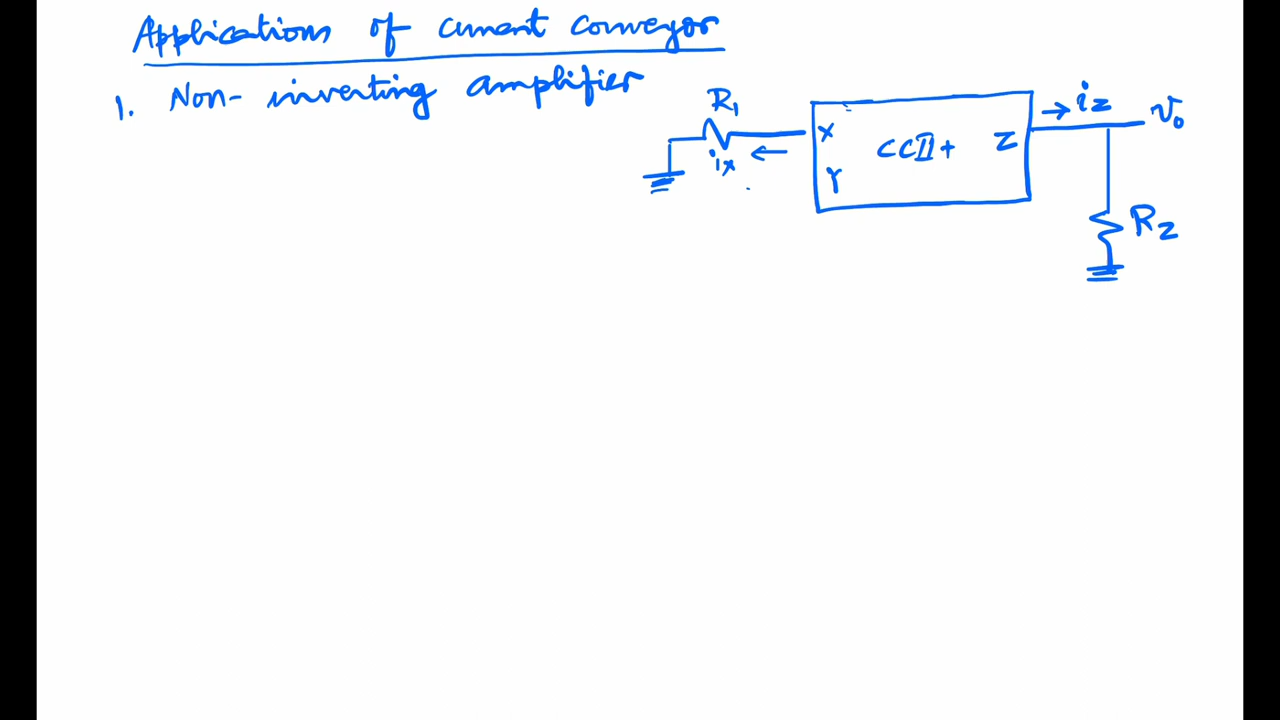 Applications of current conveyor
1. Non-inverting amplifier
R1
ix
X
Y
CCII+
Z
iz
v0
R2